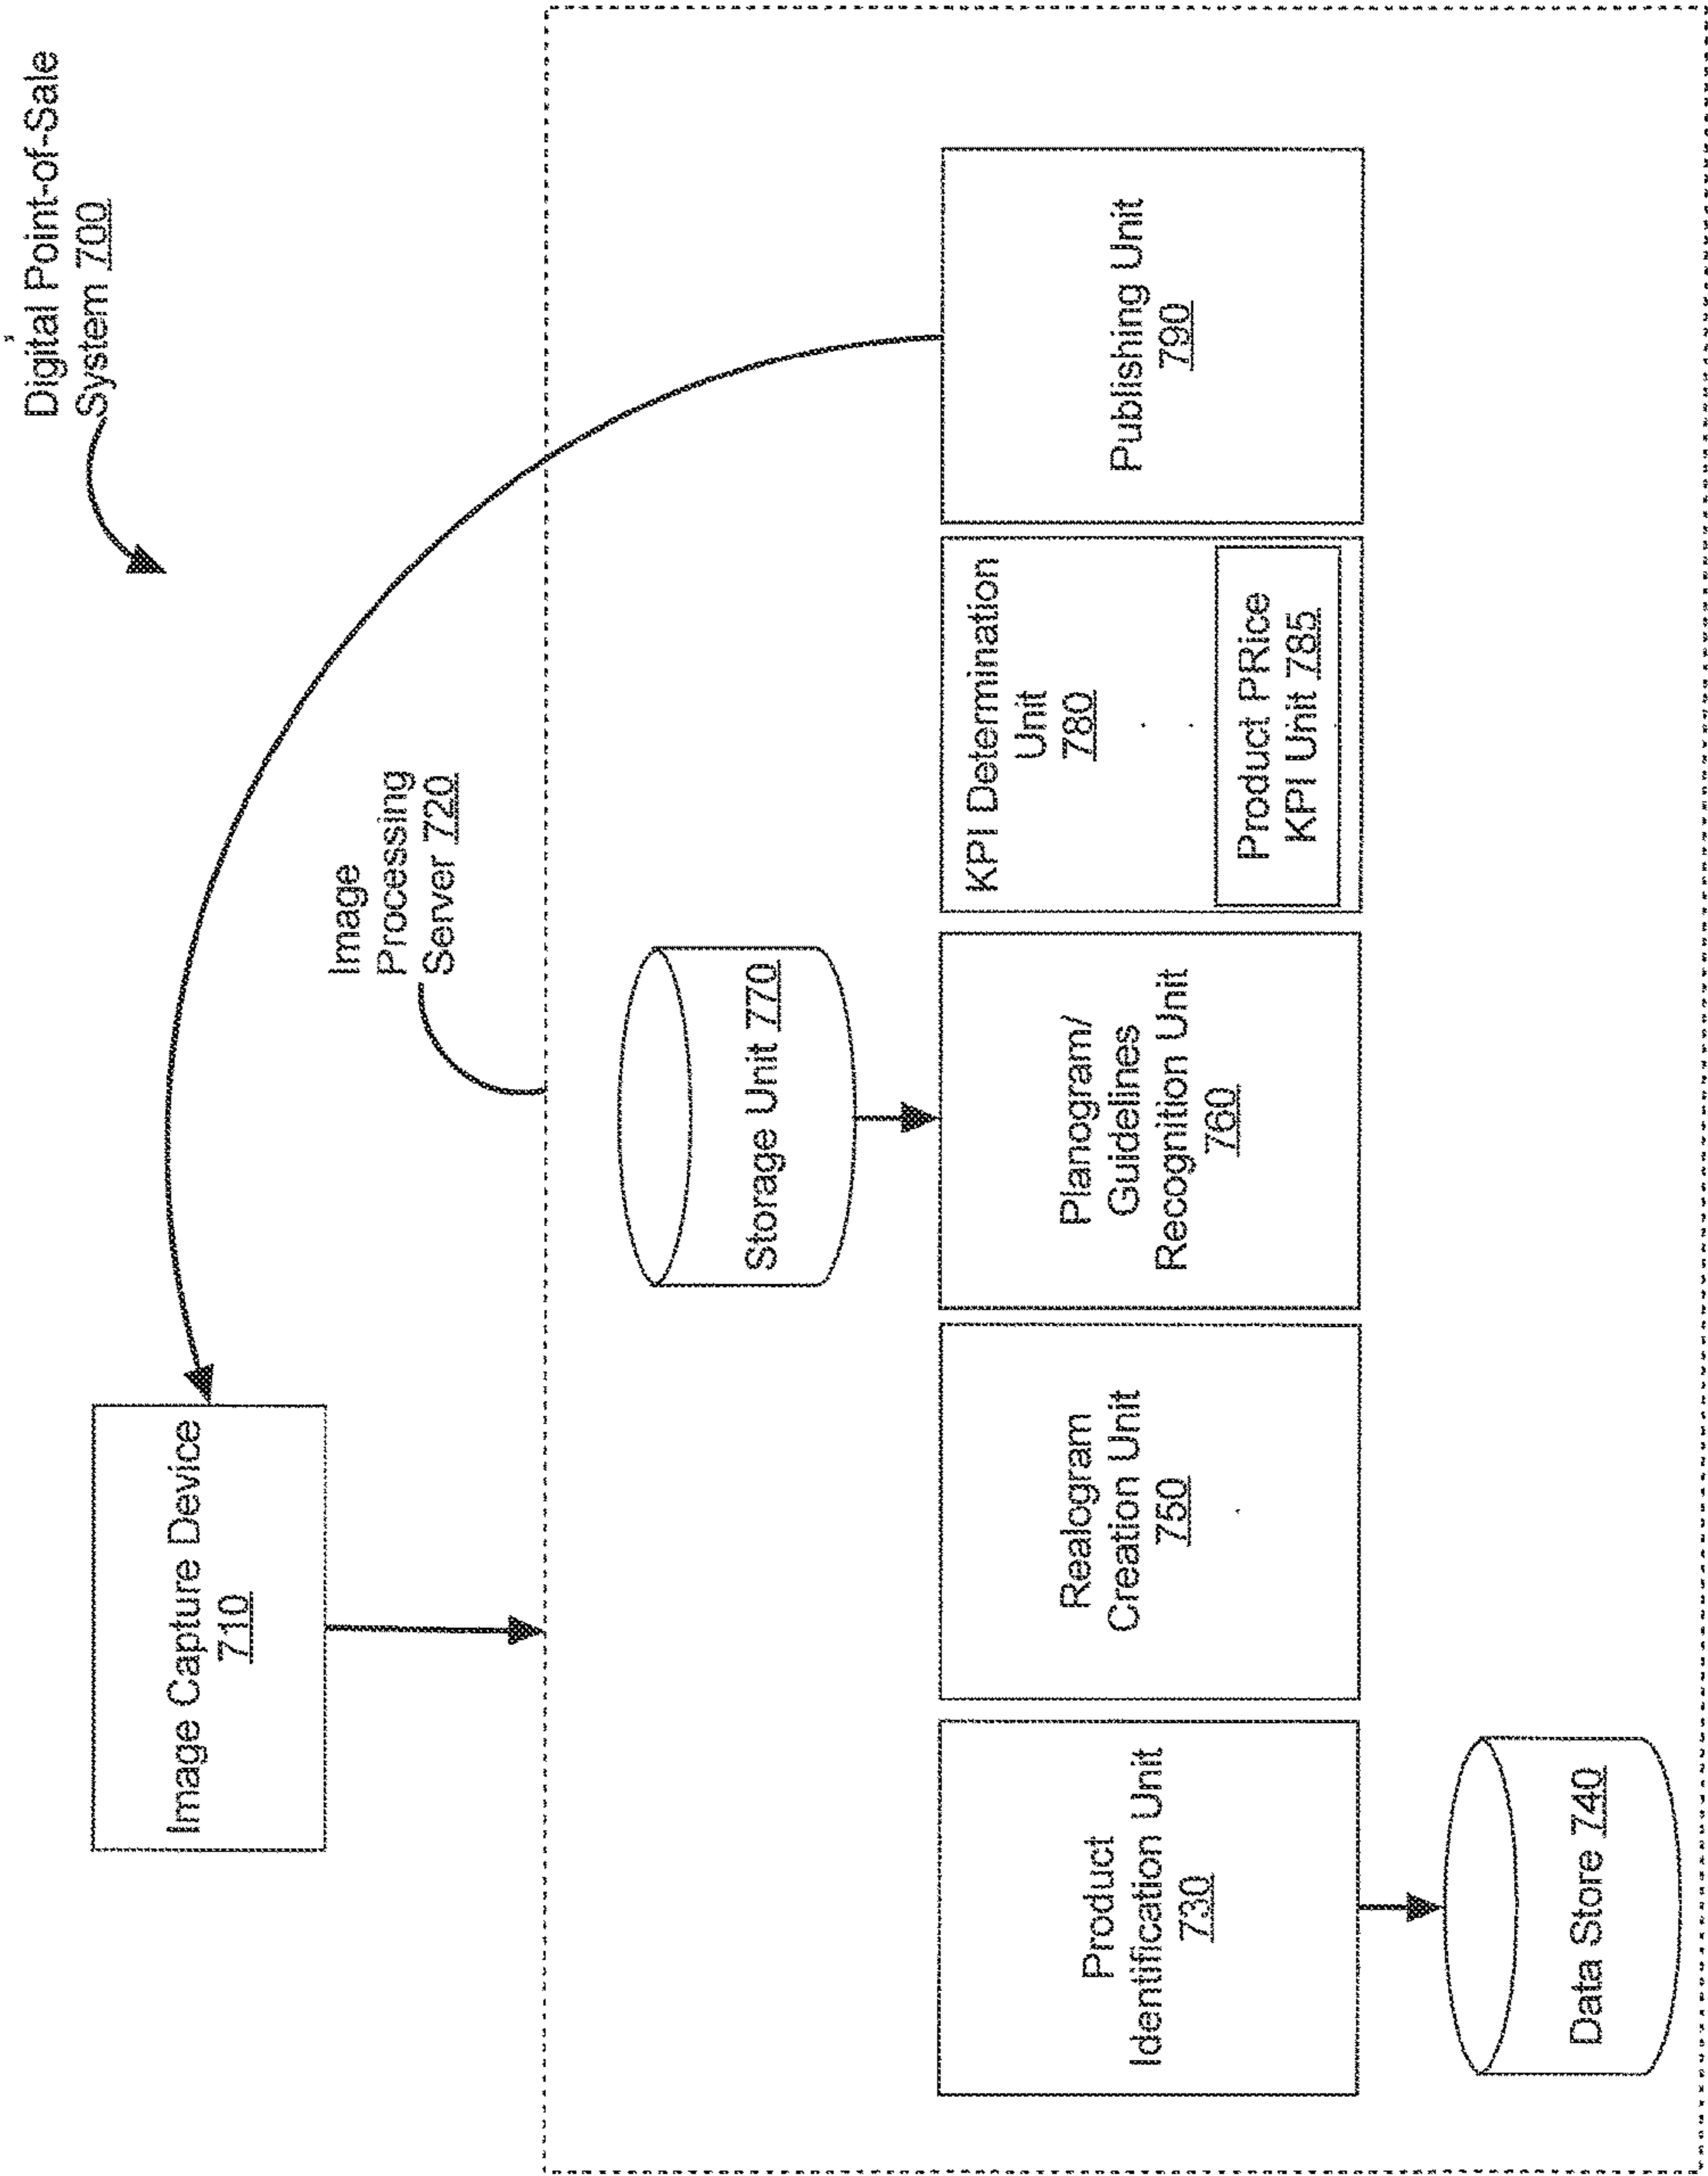 Digital Point-of-Sale
System 700
Image Capture Device
710
Image
Processing
Server 720
Storage Unit 770
Product
Identification Unit
730
Realogram
Creation Unit
750
Planogram/
Guidelines
Recognition Unit
760
KPI Determination
Unit
780
Product PRice
KPI Unit 785
Publishing Unit
790
Data Store 740